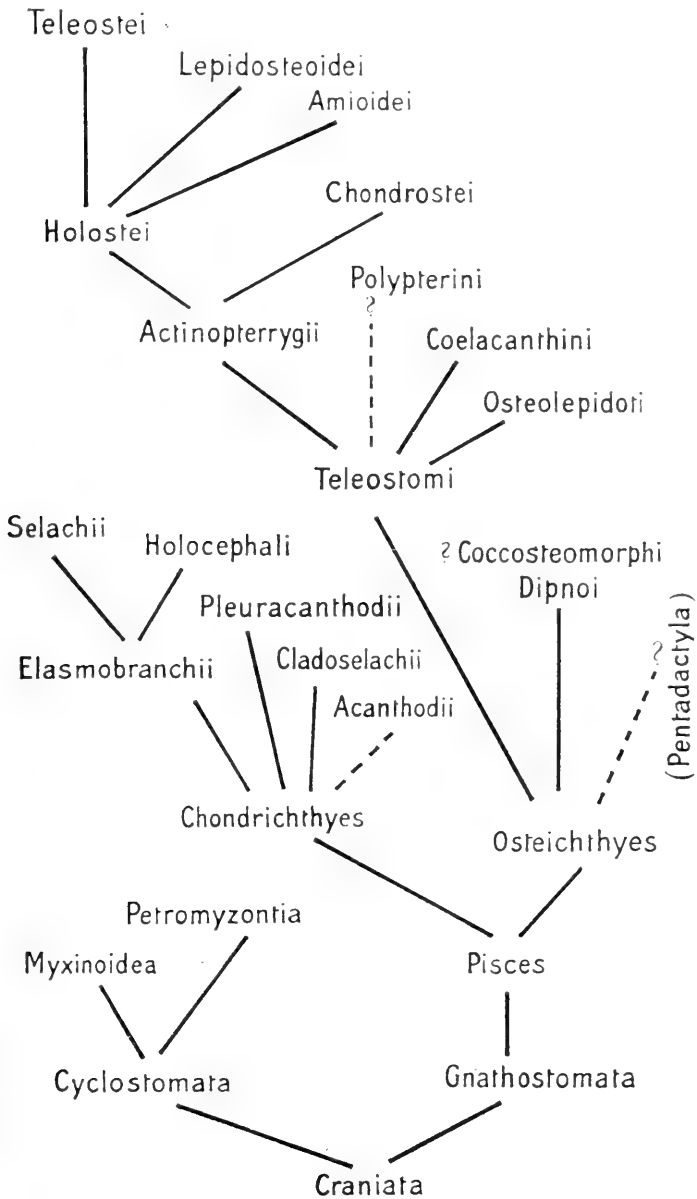 Teleostei
Lepidosteoidei
Amioidei
Chondrostei
Holostei
Polypterini
?
Actinopterrygii
Coelacanthini
Osteolepidoti
Teleostomi
Selachii
Holocephali
? Coccosteomorphi
Dipnoi
Pleuracanthodii
(Pentadactyla)
?
Cladoselachii
Elasmobranchii
Acanthodii
Chondrichthyes
Osteichthyes
Petromyzontia
Myxinoidea
Pisces
Cyclostomata
Gnathostomata
Craniata